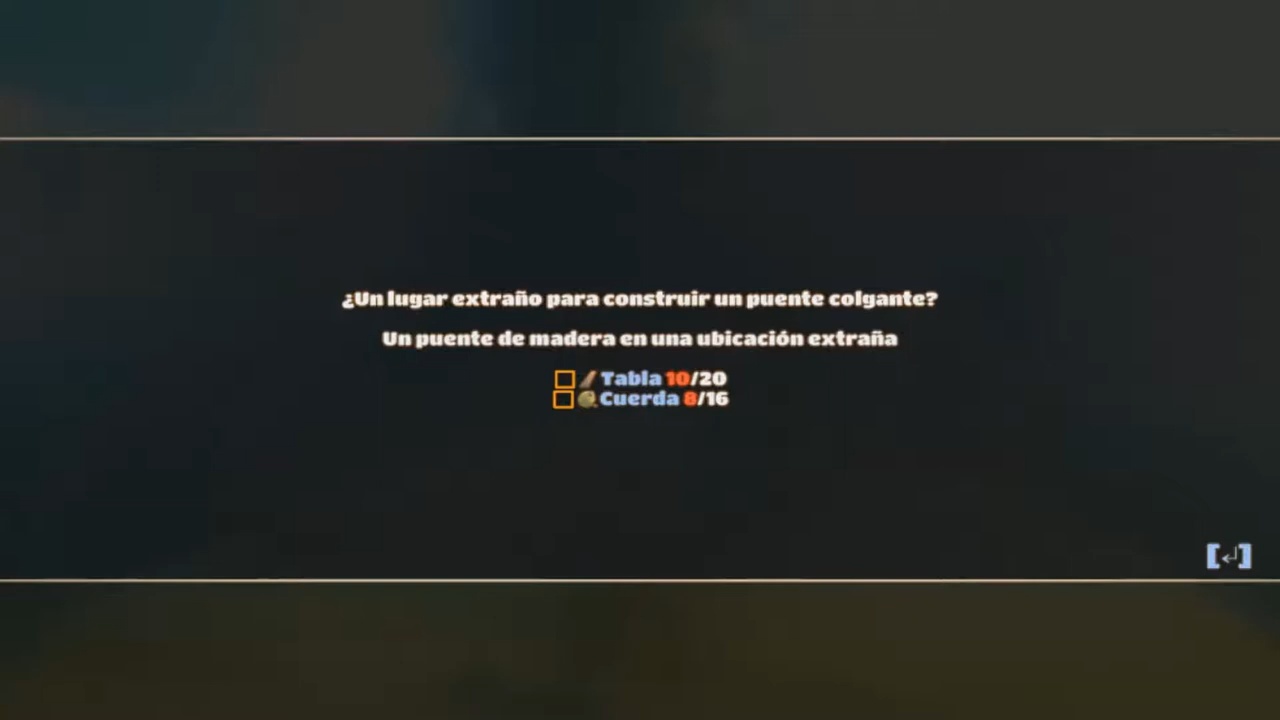 ¿Un lugar extraño para construir un puente colgante?
Un puente de madera en una ubicación extraña
Tabla 10/20
Cuerda 8/16
[↵]